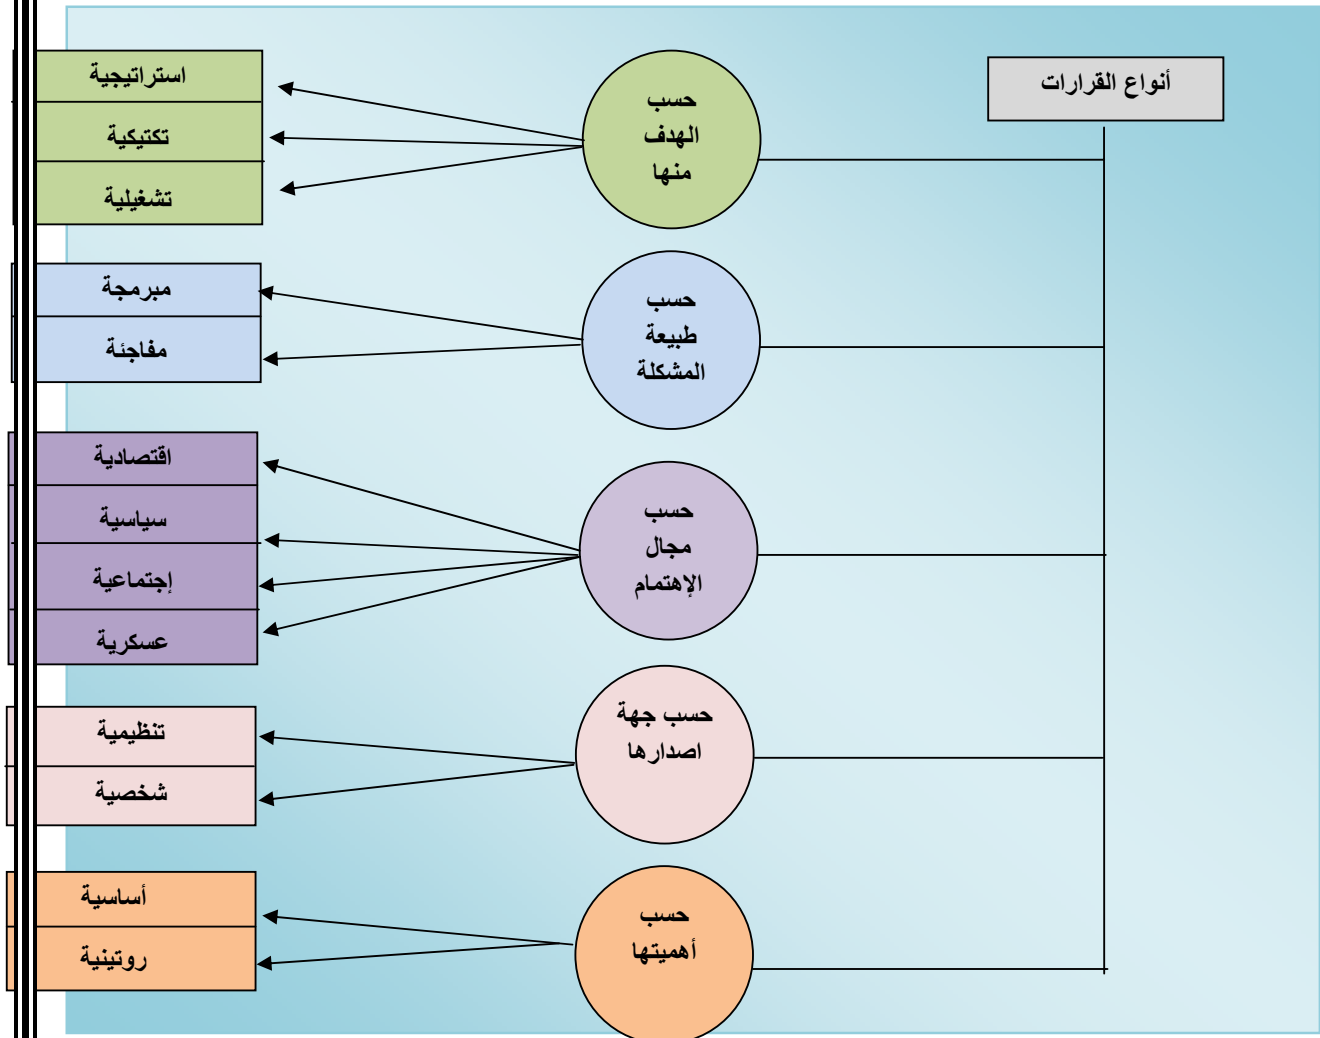 أنواع القرارات
حسب
الهدف
منها
استراتيجية
تكتيكية
تشغيلية
حسب
طبيعة
المشكلة
مبرمجة
مفاجئة
حسب
مجال
الإهتمام
اقتصادية
سياسية
إجتماعية
عسكرية
حسب جهة
اصدارها
تنظيمية
شخصية
حسب
أهميتها
أساسية
روتينية